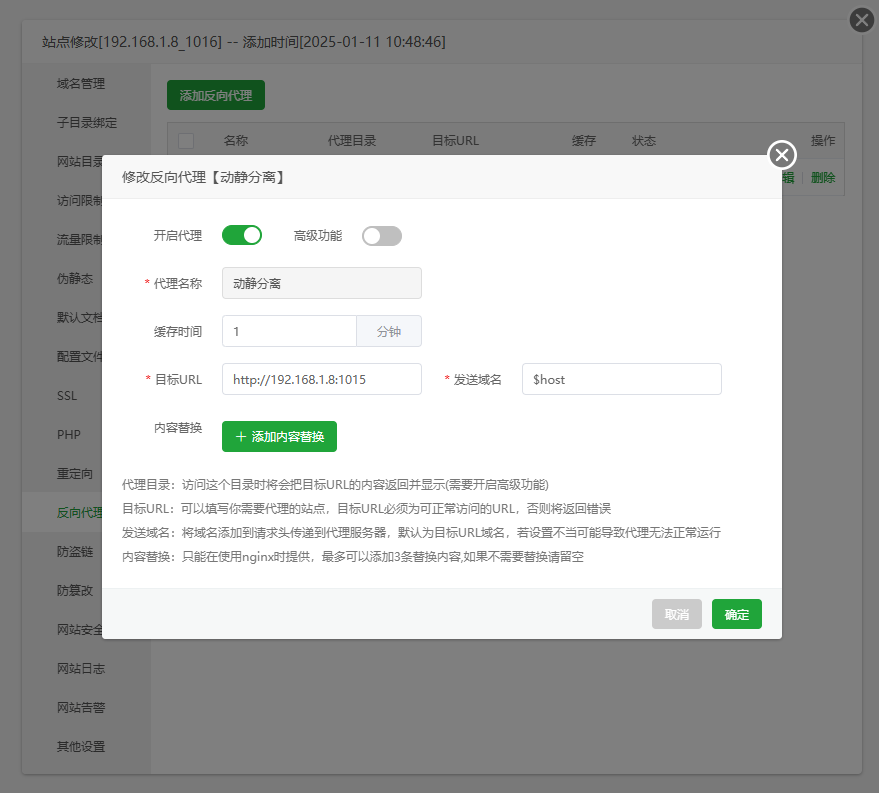 站点修改[192.168.1.8_1016] -- 添加时间[2025-01-11 10:48:46]
域名管理
子目录绑定
网站目录
访问限制
流量限制
伪静态
默认文档
配置文件
SSL
PHP
重定向
反向代理
防盗链
防篡改
网站安全
网站日志
网站告警
其他设置
添加反向代理
名称 代理目录 目标URL 缓存 状态 操作
辑 | 删除
修改反向代理【动静分离】
开启代理 高级功能
* 代理名称 动静分离
缓存时间 1 分钟
* 目标URL http://192.168.1.8:1015 * 发送域名 $host
内容替换 + 添加内容替换
代理目录：访问这个目录时将会把目标URL的内容返回并显示(需要开启高级功能)
目标URL：可以填写你需要代理的站点，目标URL必须为可正常访问的URL，否则将返回错误
发送域名：将域名添加到请求头传递到代理服务器，默认为目标URL域名，若设置不当可能导致代理无法正常运行
内容替换：只能在使用nginx时提供，最多可以添加3条替换内容,如果不需要替换请留空
取消 确定